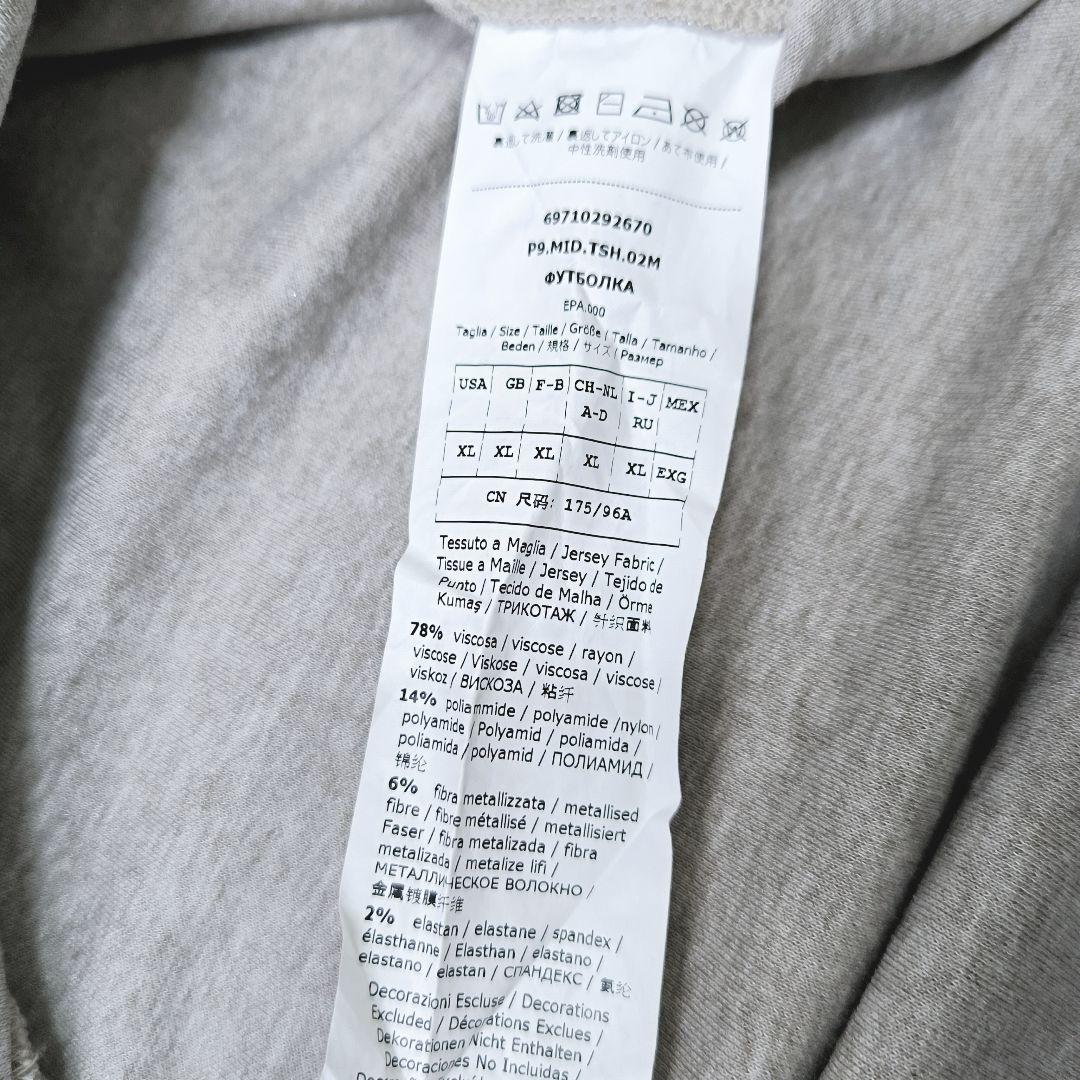 裏返して洗濯 / 裏返してアイロン / あて布使用 /
中性洗剤使用
69710292670
P9.MID.TSH.02M
ФУТБОЛКА
EPA.000
Taglia / Size / Taille / Größe / Talla / Tamanho /
Beden / 規格 / サイズ / Размер
USA GB F-B CH-NL I-J MEX
A-D RU
XL XL XL XL XL EXG
CN 尺码: 175/96A
Tessuto a Maglia / Jersey Fabric /
Tissue a Maille / Jersey / Tejido de
Punto / Tecido de Malha / Örme
Kumaş / ТРИКОТАЖ / 针织面料
78% viscosa / viscose / rayon /
viscose / Viskose / viscosa / viscose /
viskoz / ВИСКОЗА / 粘纤
14% poliammide / polyamide /nylon /
polyamide / Polyamid / poliamida /
poliamida / polyamid / ПОЛИАМИД /
锦纶
6% fibra metallizzata / metallised
fibre / fibre métallisé / metallisiert
Faser / fibra metalizada / fibra
metalizada / metalize lifi /
МЕТАЛЛИЧЕСКОЕ ВОЛОКНО /
金属镀膜纤维
2% elastan / elastane / spandex /
élasthanne / Elasthan / elastano /
elastano / elastan / СПАНДЕКС / 氨纶
Decorazioni Escluse / Decorations
Excluded / Décorations Exclues /
Dekorationen Nicht Enthalten /
Decoraciones No Incluidas /